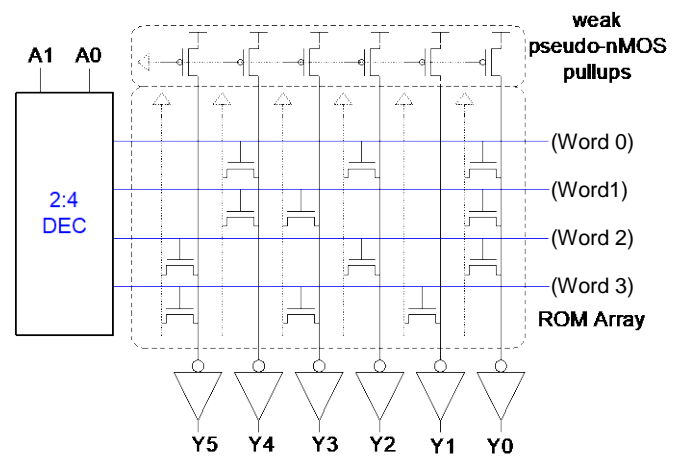 weak
pseudo-nMOS
pullups
A1 A0
(Word 0)
(Word1)
2:4
DEC
(Word 2)
(Word 3)
ROM Array
Y5 Y4 Y3 Y2 Y1 Y0